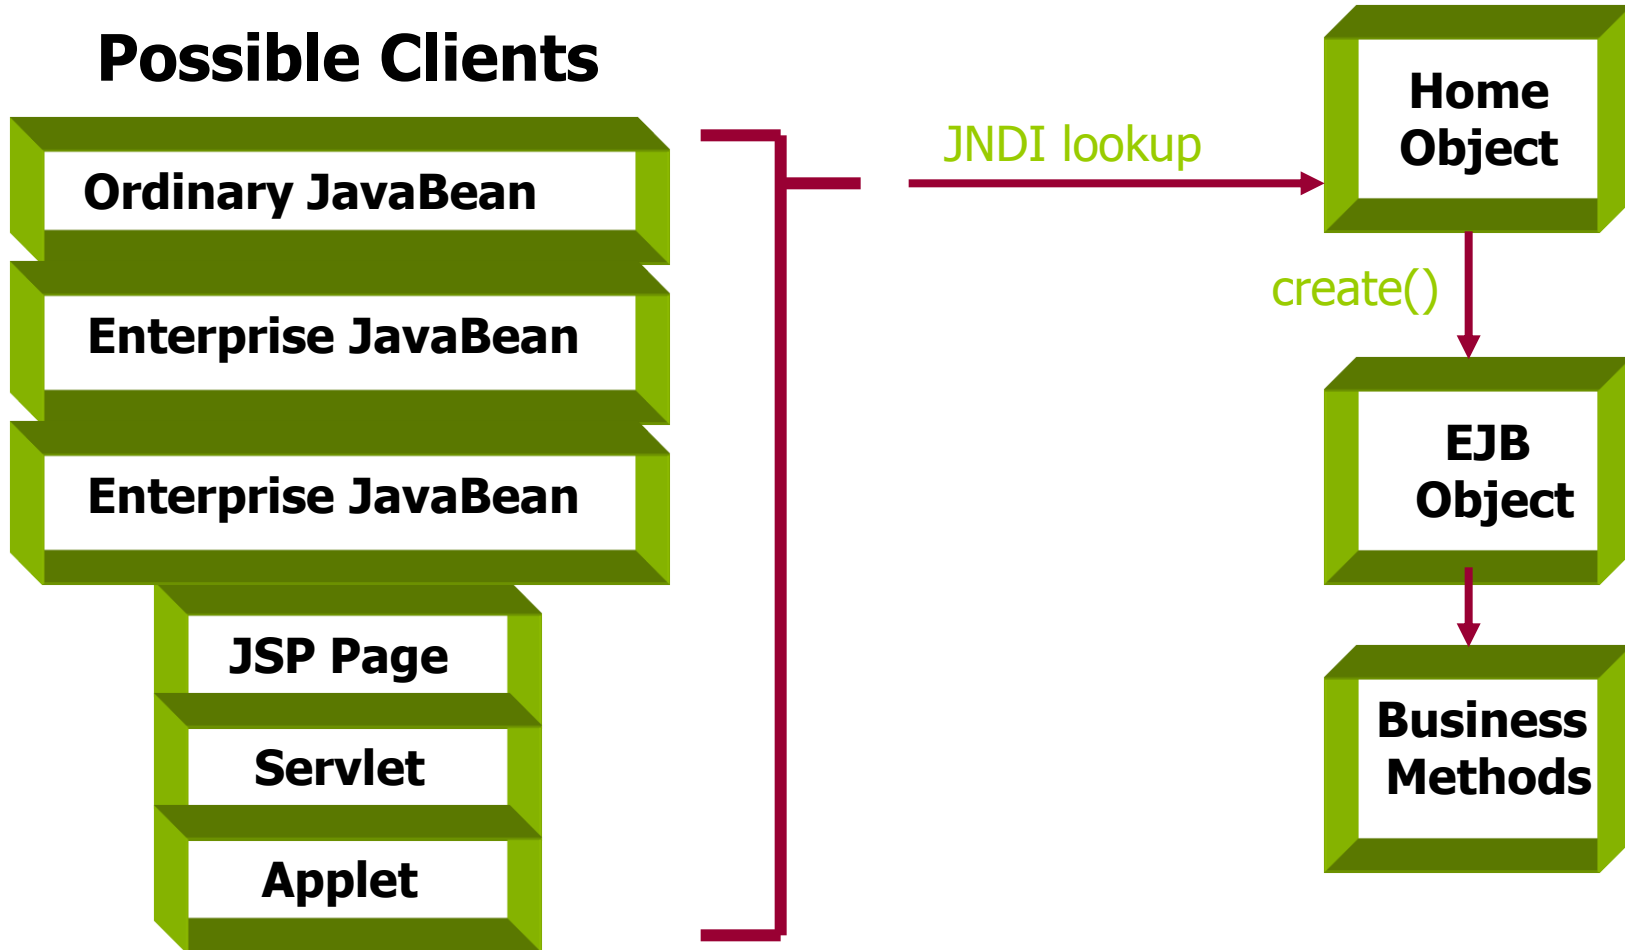 Possible Clients
Ordinary JavaBean
Enterprise JavaBean
Enterprise JavaBean
JSP Page
Servlet
Applet
JNDI lookup
Home
Object
create()
EJB
Object
Business
Methods